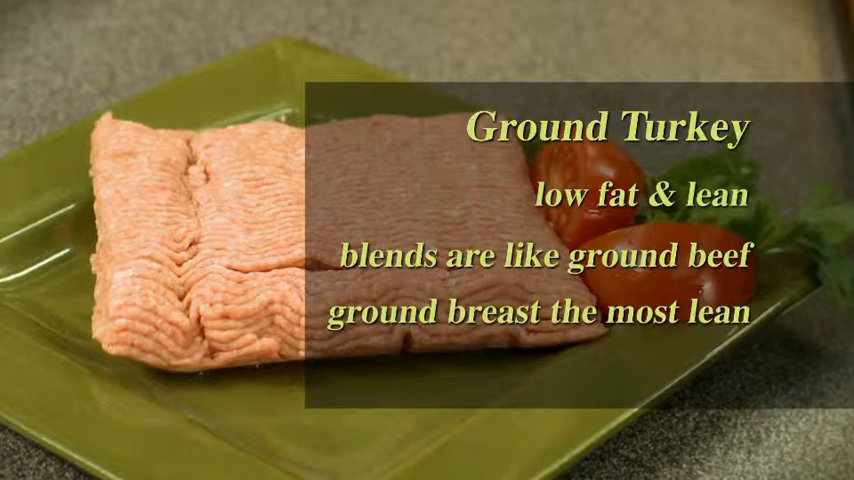 Ground Turkey
low fat & lean
blends are like ground beef
ground breast the most lean